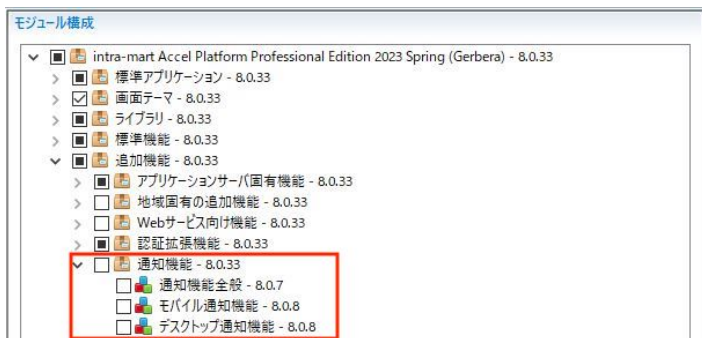 モジュール構成
intra-mart Accel Platform Professional Edition 2023 Spring (Gerbera) - 8.0.33
標準アプリケーション - 8.0.33
画面テーマ - 8.0.33
ライブラリ - 8.0.33
標準機能 - 8.0.33
追加機能 - 8.0.33
アプリケーションサーバ固有機能 - 8.0.33
地域固有の追加機能 - 8.0.33
Webサービス向け機能 - 8.0.33
認証拡張機能 - 8.0.33
通知機能 - 8.0.33
通知機能全般 - 8.0.7
モバイル通知機能 - 8.0.8
デスクトップ通知機能 - 8.0.8